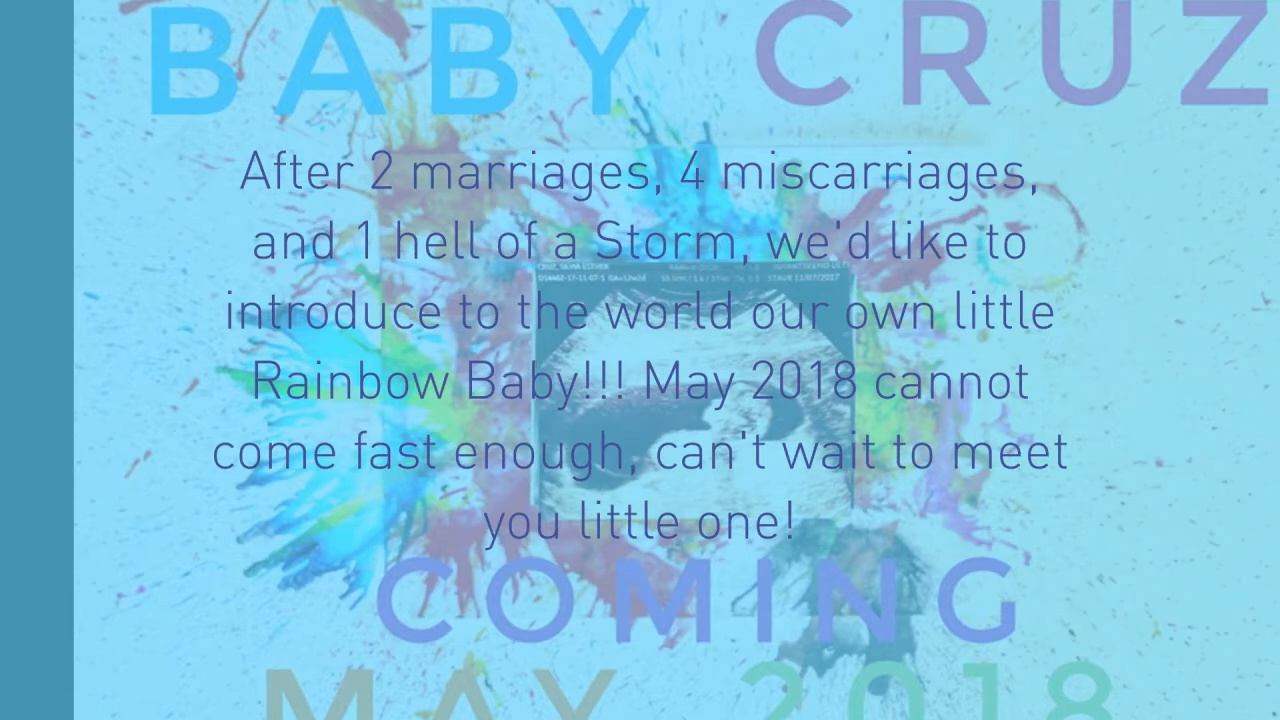 BABY CRUZ
After 2 marriages, 4 miscarriages,
and 1 hell of a Storm, we'd like to
introduce to the world our own little
Rainbow Baby!!! May 2018 cannot
come fast enough, can't wait to meet
you little one!
COMING
MAY 2018